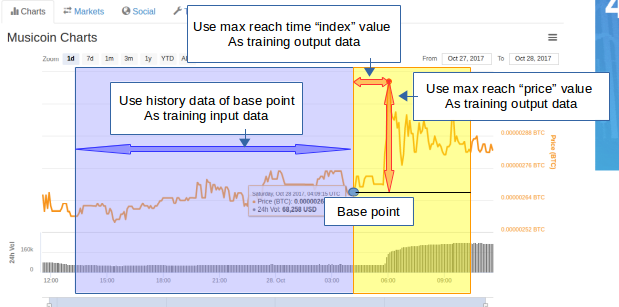 Charts
Markets
Social
4
Use max reach time “index” value
As training output data
Musicoin Charts
Zoom 1d 7d 1m 3m 1y YTD
From Oct 27, 2017 To Oct 28, 2017
Use max reach “price” value
As training output data
Use history data of base point
As training input data
0.00000288 BTC
0.00000276 BTC
0.00000264 BTC
0.00000252 BTC
Price (BTC)
Saturday, Oct 28 2017, 04:09:15 UTC
Price (BTC):
24h Vol: 68,258 USD
Base point
24h Vol
160k
0
12:00 15:00 18:00 21:00 28. Oct 03:00 06:00 09:00